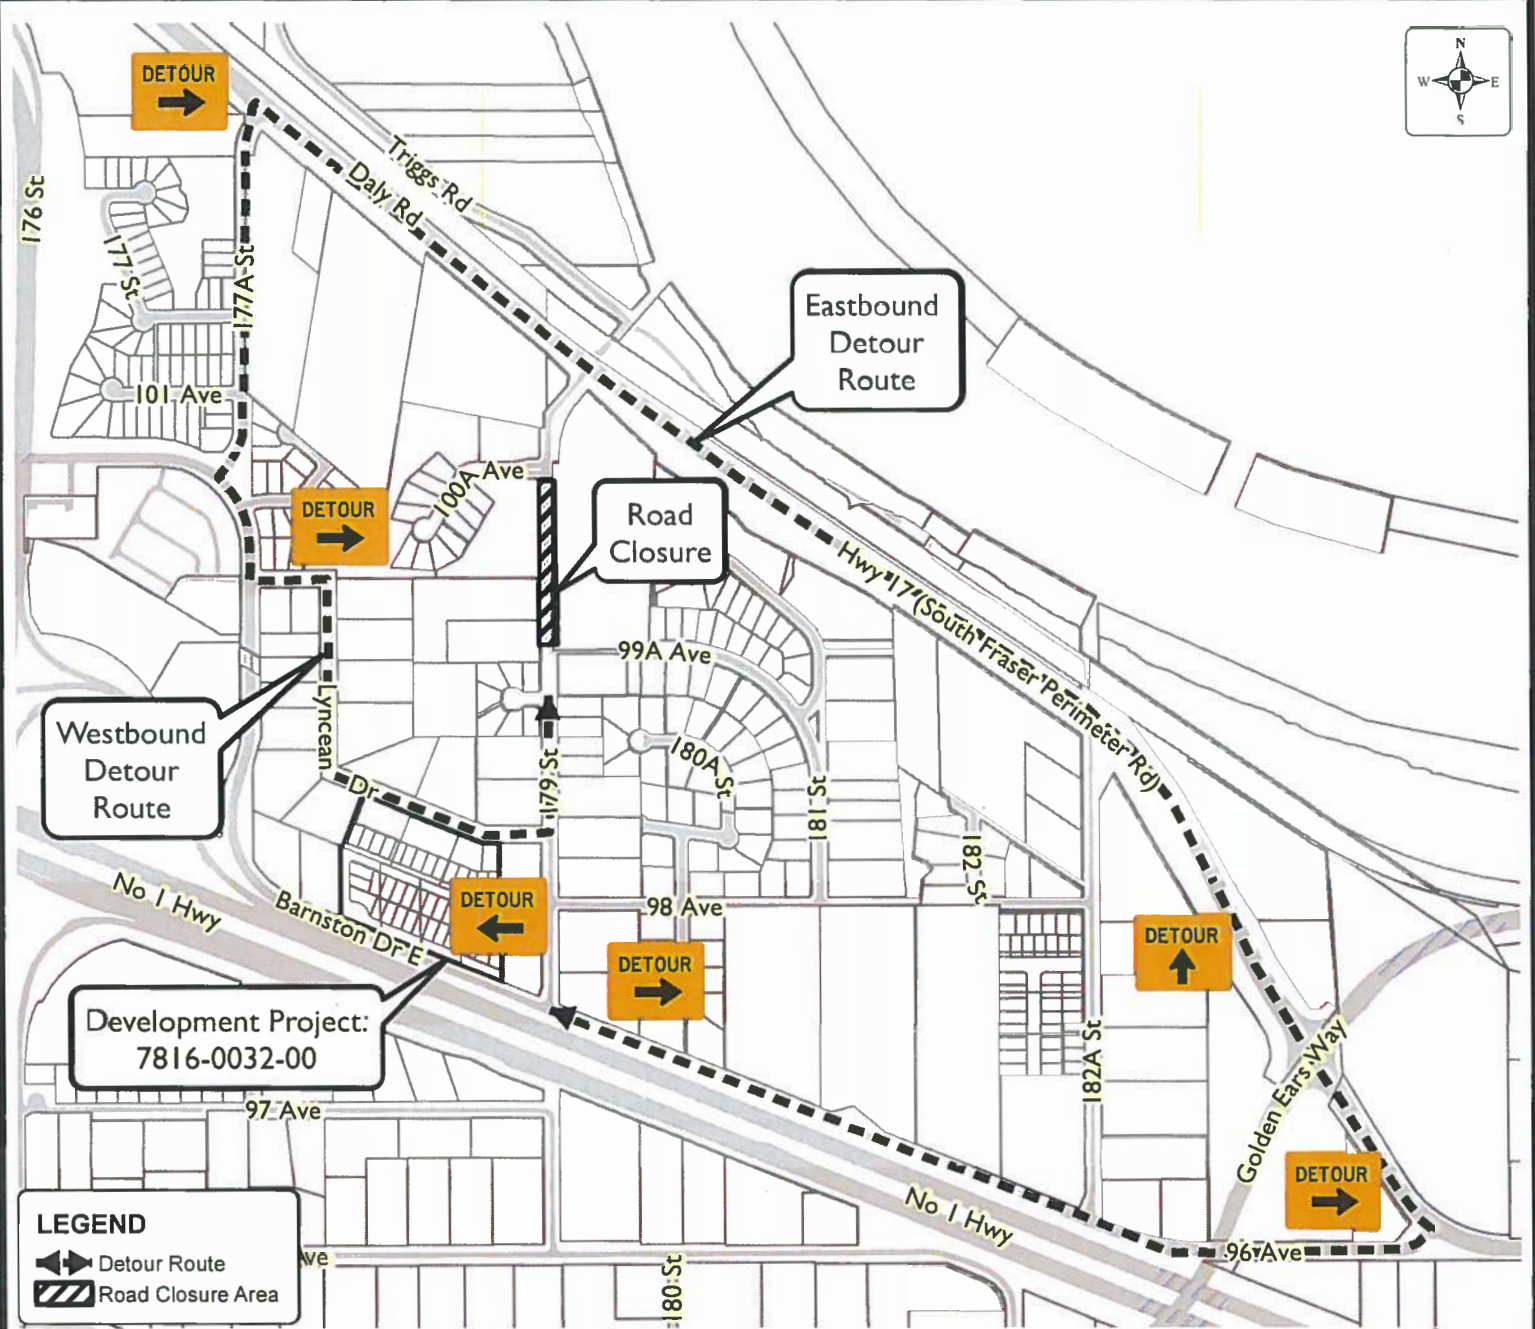 DETOUR
N
W E
S
Triggs Rd
Daly Rd
176 St
177 St
177A St
Eastbound
Detour
Route
101 Ave
100A Ave
DETOUR
Road
Closure
Hwy 17 (South Fraser Perimeter Rd)
99A Ave
Lyncean
Dr
Westbound
Detour
Route
179 St
180A St
181 St
182 St
DETOUR
98 Ave
No 1 Hwy
Barnston Dr E
DETOUR
DETOUR
Development Project:
7816-0032-00
182A St
Golden Ears Way
97 Ave
DETOUR
No 1 Hwy
96 Ave
LEGEND
Detour Route
Road Closure Area
Ave
180 St